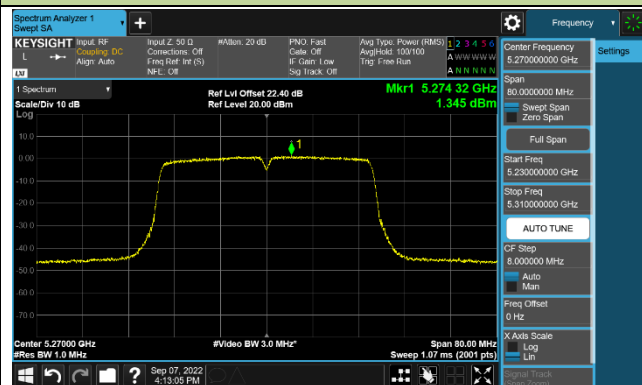 Spectrum Analyzer 1
Swept SA
Frequency
KEYSIGHT
Input: RF
Coupling: DC
Align: Auto
Input Z: 50 Ω
Corrections: Off
Freq Ref: Int (S)
NFE: Off
#Atten: 20 dB
PNO: Fast
Gate: Off
IF Gain: Low
Sig Track: Off
Avg Type: Power (RMS)
Avg|Hold: 100/100
Trig: Free Run
1 2 3 4 5 6
A W W W W W
A N N N N N
L
LXI
Center Frequency
5.270000000 GHz
Settings
Span
80.0000000 MHz
Swept Span
Zero Span
Full Span
Start Freq
5.230000000 GHz
Stop Freq
5.310000000 GHz
AUTO TUNE
CF Step
8.000000 MHz
Auto
Man
Freq Offset
0 Hz
X Axis Scale
Log
Lin
Signal Track
(Span Zoom)
1 Spectrum
Scale/Div 10 dB
Log
Ref Lvl Offset 22.40 dB
Ref Level 20.00 dBm
Mkr1 5.274 32 GHz
1.345 dBm
1
10.0
0.00
-10.0
-20.0
-30.0
-40.0
-50.0
-60.0
-70.0
Center 5.27000 GHz
#Res BW 1.0 MHz
#Video BW 3.0 MHz*
Span 80.00 MHz
Sweep 1.07 ms (2001 pts)
Sep 07, 2022
4:13:05 PM